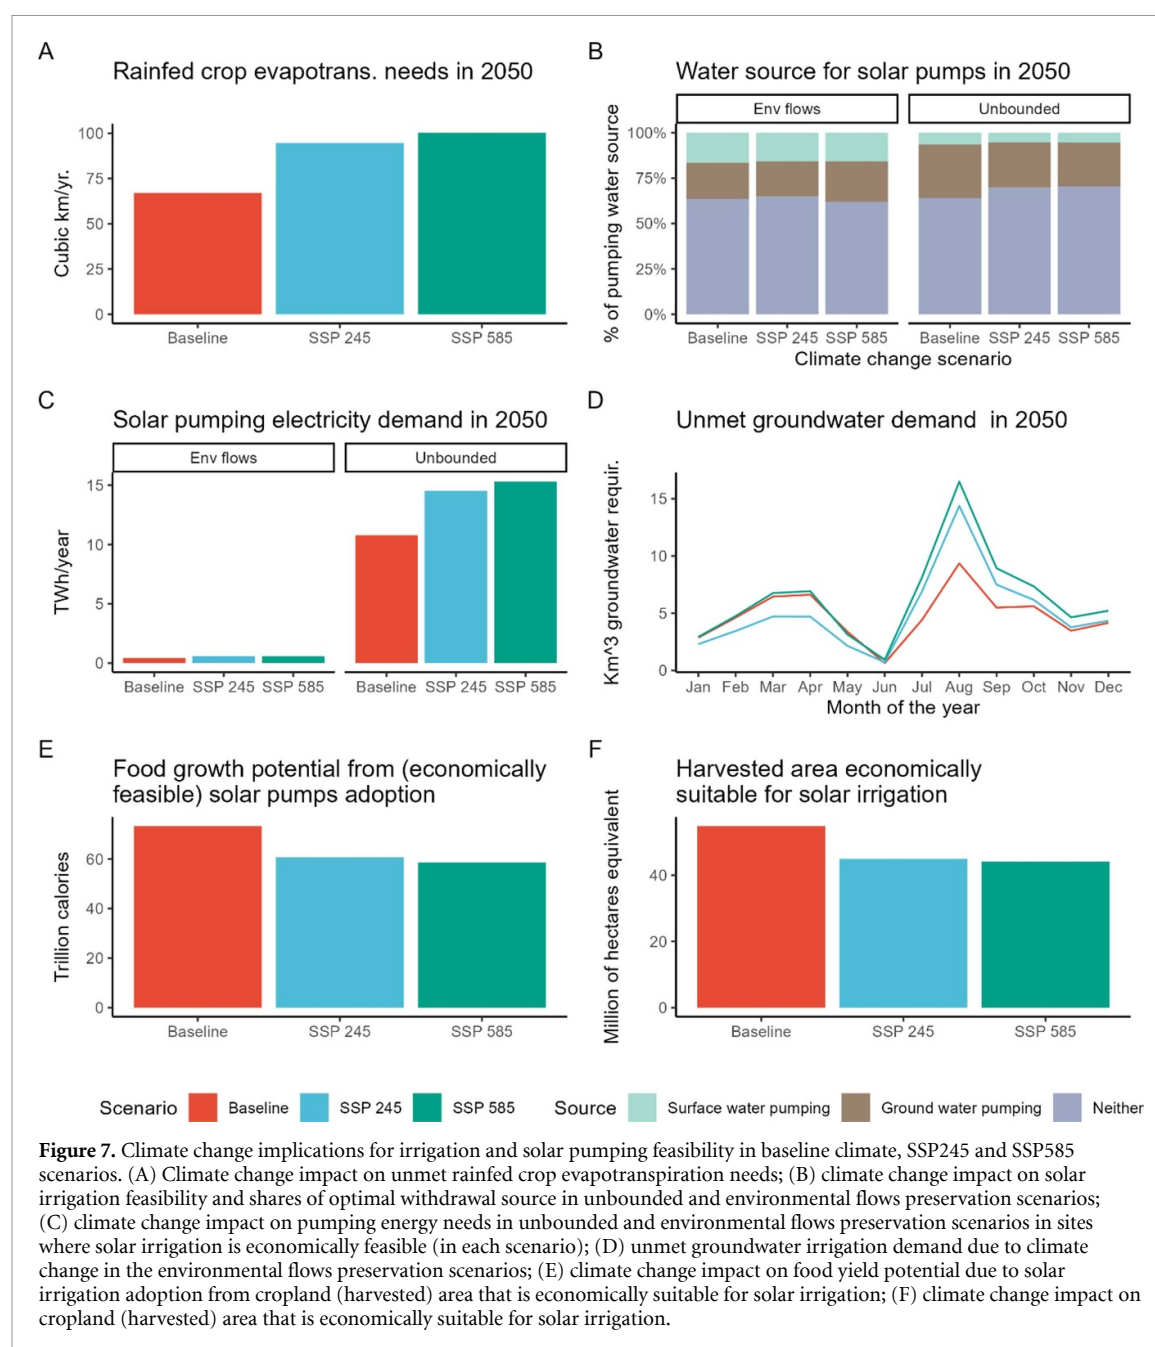 A
Rainfed crop evapotrans. needs in 2050
Cubic km/yr.
100
75
50
25
0
Baseline
SSP 245
SSP 585
B
Water source for solar pumps in 2050
Env flows
Unbounded
% of pumping water source
100%
75%
50%
25%
0%
Baseline SSP 245 SSP 585
Baseline SSP 245 SSP 585
Climate change scenario
C
Solar pumping electricity demand in 2050
Env flows
Unbounded
TWh/year
15
10
5
0
Baseline SSP 245 SSP 585
Baseline SSP 245 SSP 585
D
Unmet groundwater demand in 2050
Km^3 groundwater requir.
15
10
5
0
Jan Feb Mar Apr May Jun Jul Aug Sep Oct Nov Dec
Month of the year
E
Food growth potential from (economically
feasible) solar pumps adoption
Trillion calories
60
40
20
0
Baseline
SSP 245
SSP 585
F
Harvested area economically
suitable for solar irrigation
Million of hectares equivalent
40
20
0
Baseline
SSP 245
SSP 585
Scenario Baseline SSP 245 SSP 585 Source Surface water pumping Ground water pumping Neither
Figure 7. Climate change implications for irrigation and solar pumping feasibility in baseline climate, SSP245 and SSP585
scenarios. (A) Climate change impact on unmet rainfed crop evapotranspiration needs; (B) climate change impact on solar
irrigation feasibility and shares of optimal withdrawal source in unbounded and environmental flows preservation scenarios;
(C) climate change impact on pumping energy needs in unbounded and environmental flows preservation scenarios in sites
where solar irrigation is economically feasible (in each scenario); (D) unmet groundwater irrigation demand due to climate
change in the environmental flows preservation scenarios; (E) climate change impact on food yield potential due to solar
irrigation adoption from cropland (harvested) area that is economically suitable for solar irrigation; (F) climate change impact on
cropland (harvested) area that is economically suitable for solar irrigation.